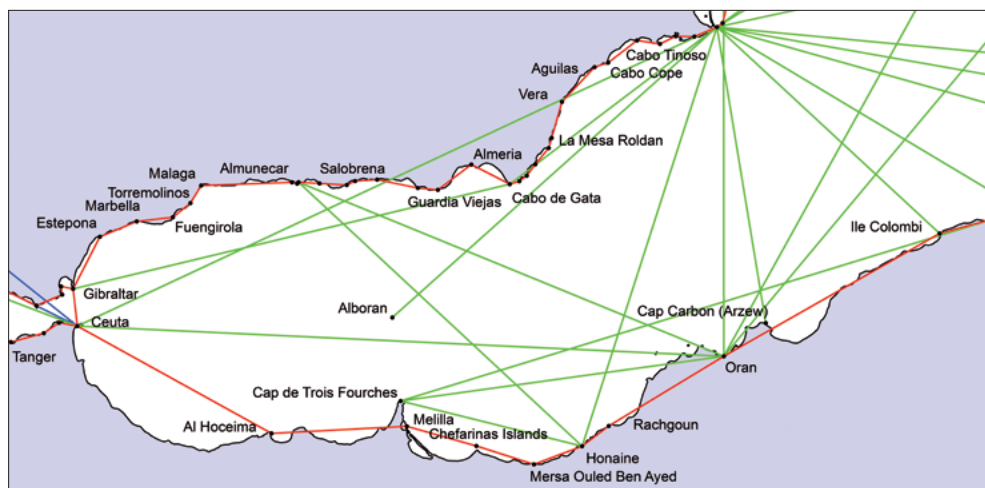 Cabo Tinoso
Aguilas
Cabo Cope
Vera
La Mesa Roldan
Almeria
Malaga
Almunecar
Salobrena
Torremolinos
Guardia Viejas
Cabo de Gata
Marbella
Estepona
Fuengirola
Ile Colombi
Gibraltar
Alboran
Cap Carbon (Arzew)
Ceuta
Tanger
Oran
Cap de Trois Fourches
Al Hoceima
Melilla
Rachgoun
Chefarinas Islands
Honaine
Mersa Ouled Ben Ayed